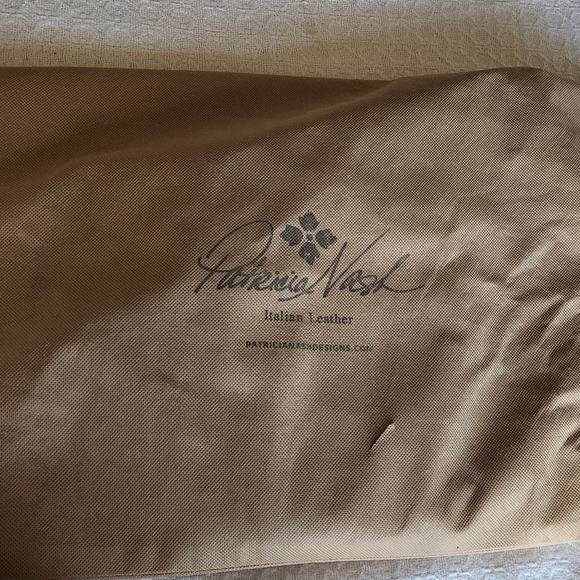 Patricia Nash
Italian Leather
PATRICIANASHDESIGNS.COM